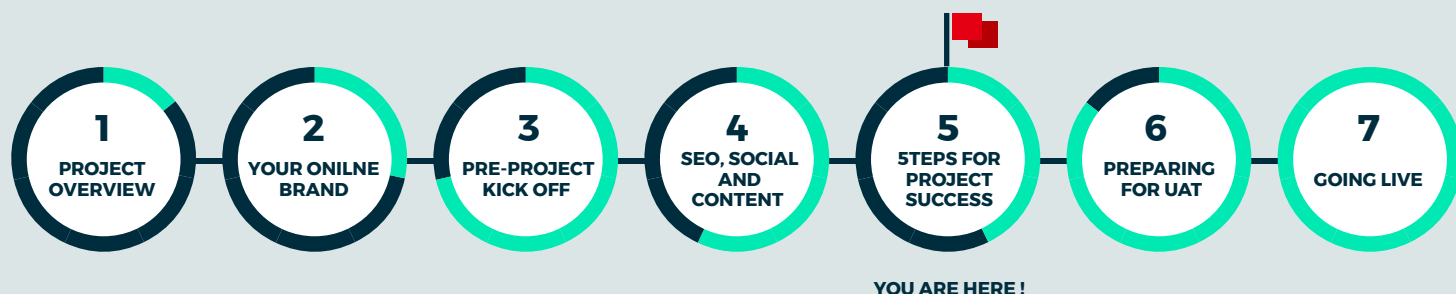 1
PROJECT
OVERVIEW
2
YOUR ONILNE
BRAND
3
PRE-PROJECT
KICK OFF
4
SEO, SOCIAL
AND
CONTENT
5
5TEPS FOR
PROJECT
SUCCESS
6
PREPARING
FOR UAT
7
GOING LIVE
YOU ARE HERE !